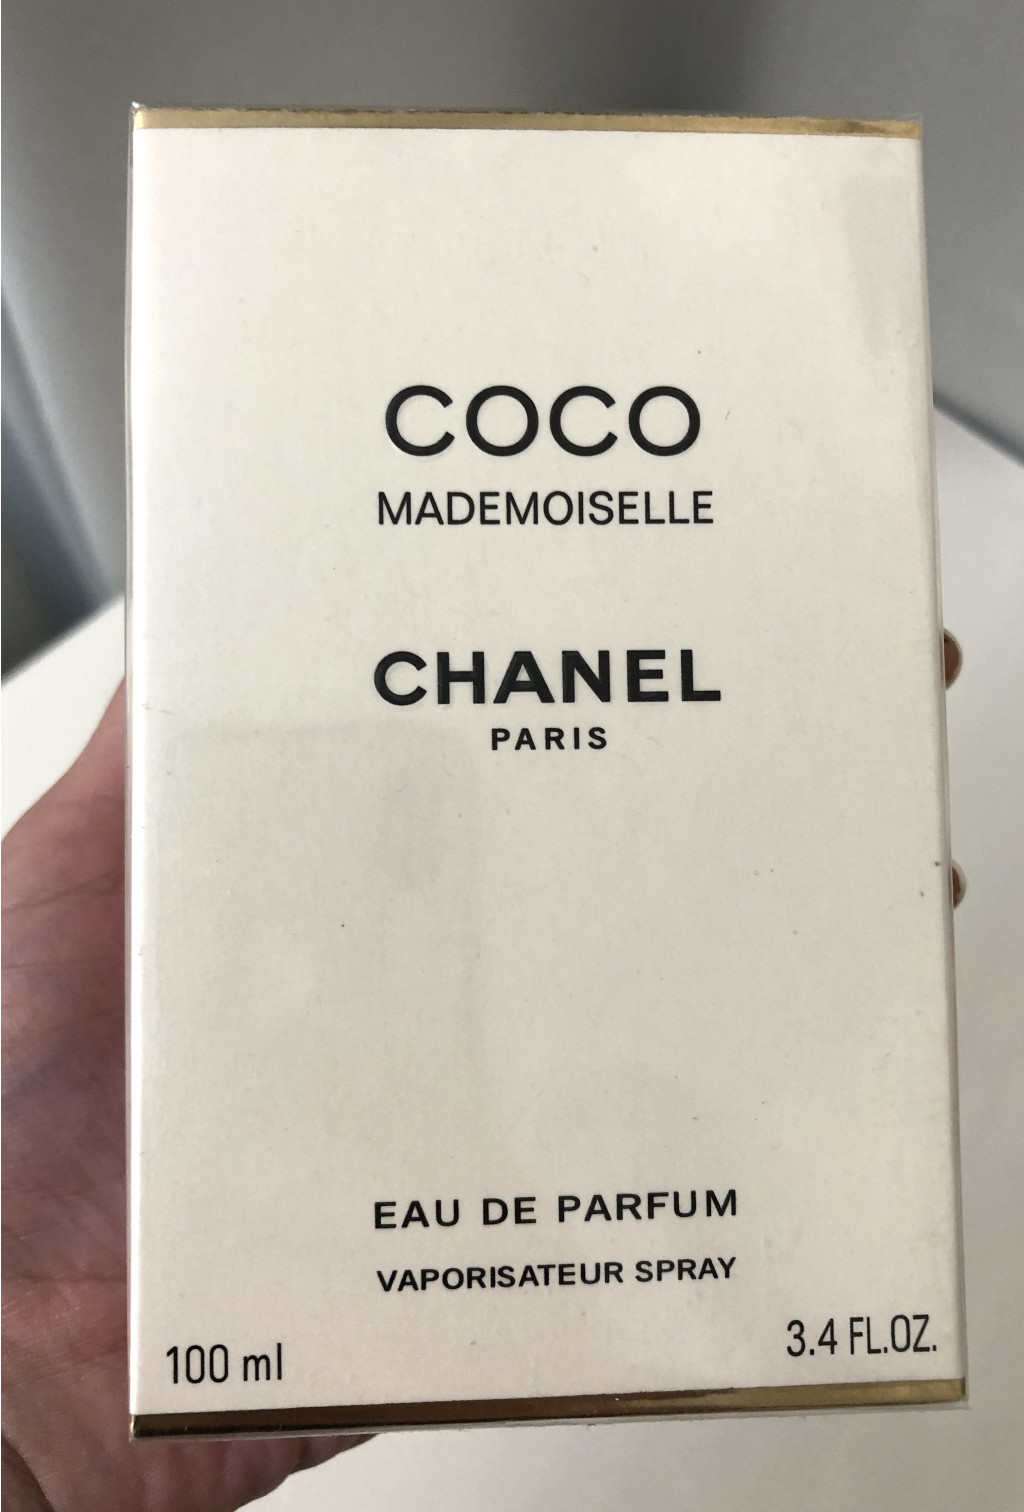 COCO
MADEMOISELLE
CHANEL
PARIS
EAU DE PARFUM
VAPORISATEUR SPRAY
100 ml
3.4 FL.OZ.